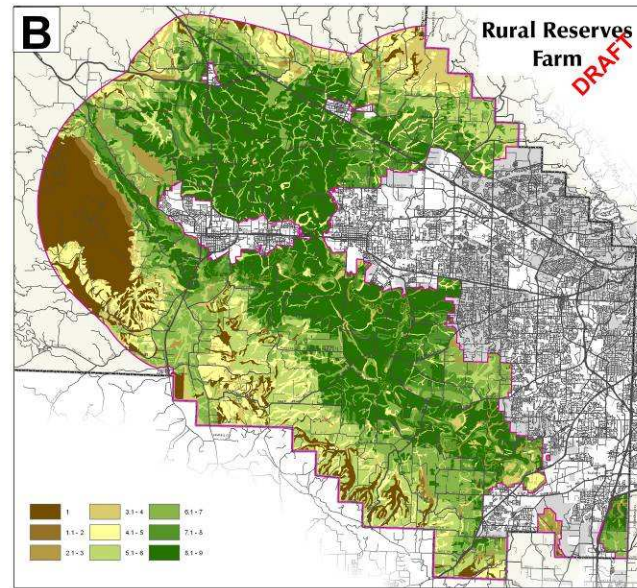 B
Rural Reserves
Farm
DRAFT
1
1.1 - 2
2.1 - 3
3.1 - 4
4.1 - 5
5.1 - 6
6.1 - 7
7.1 - 8
8.1 - 9